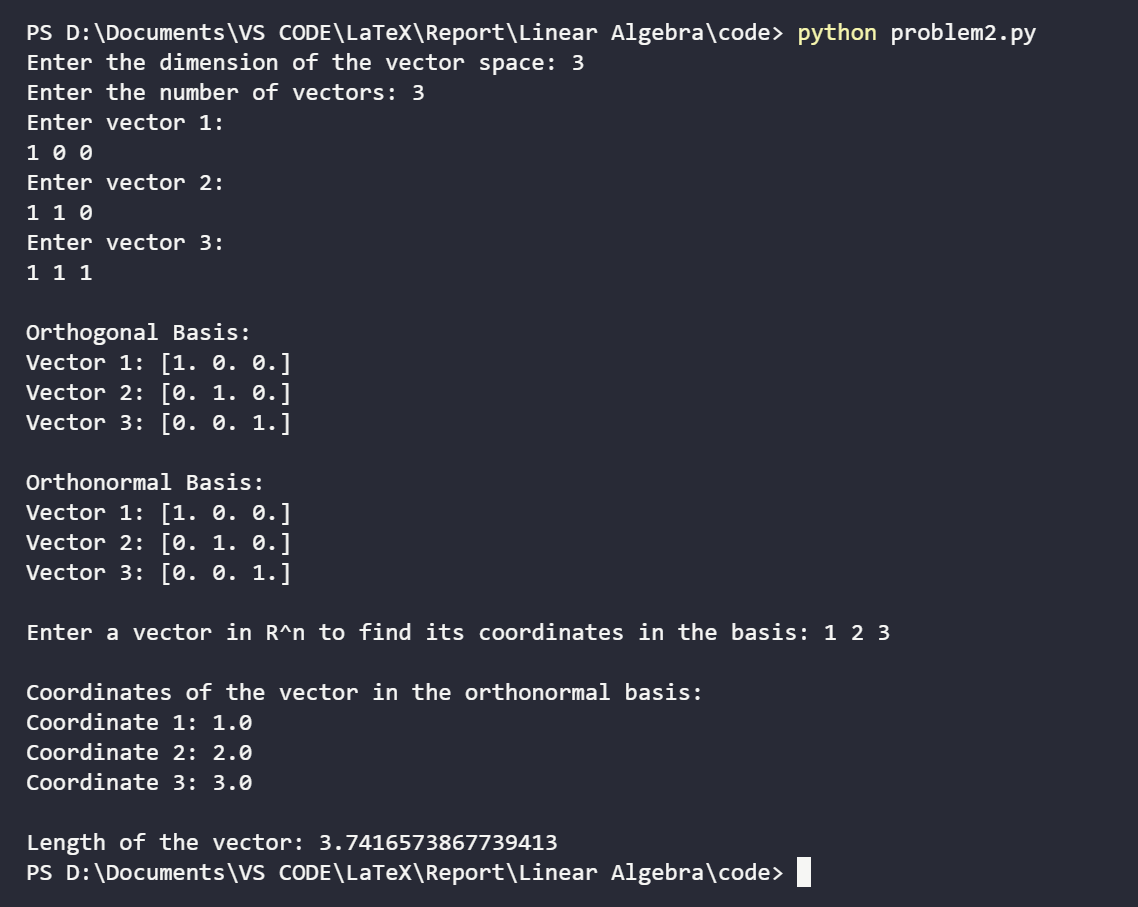 PS D:\Documents\VS CODE\LaTeX\Report\Linear Algebra\code> python problem2.py
Enter the dimension of the vector space: 3
Enter the number of vectors: 3
Enter vector 1:
1 0 0
Enter vector 2:
1 1 0
Enter vector 3:
1 1 1
Orthogonal Basis:
Vector 1: [1. 0. 0.]
Vector 2: [0. 1. 0.]
Vector 3: [0. 0. 1.]
Orthonormal Basis:
Vector 1: [1. 0. 0.]
Vector 2: [0. 1. 0.]
Vector 3: [0. 0. 1.]
Enter a vector in R^n to find its coordinates in the basis: 1 2 3
Coordinates of the vector in the orthonormal basis:
Coordinate 1: 1.0
Coordinate 2: 2.0
Coordinate 3: 3.0
Length of the vector: 3.7416573867739413
PS D:\Documents\VS CODE\LaTeX\Report\Linear Algebra\code>